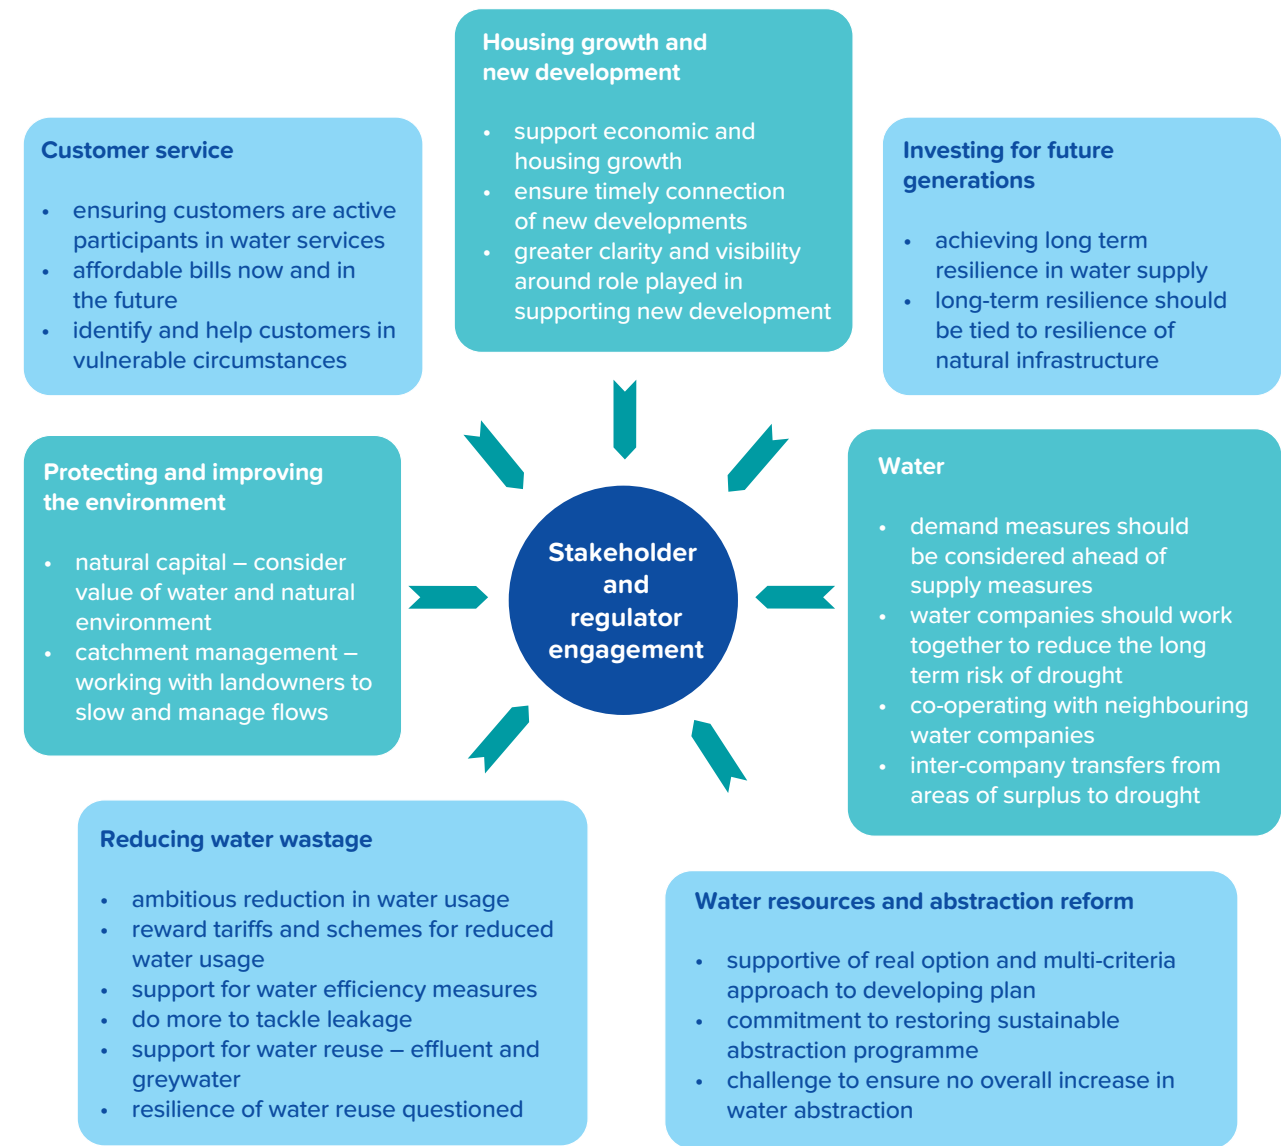 Housing growth and
new development
• support economic and
housing growth
• ensure timely connection
of new developments
• greater clarity and visibility
around role played in
supporting new development
Customer service
• ensuring customers are active
participants in water services
• affordable bills now and in
the future
• identify and help customers in
vulnerable circumstances
Investing for future
generations
• achieving long term
resilience in water supply
• long-term resilience should
be tied to resilience of
natural infrastructure
Protecting and improving
the environment
• natural capital – consider
value of water and natural
environment
• catchment management –
working with landowners to
slow and manage flows
Stakeholder
and
regulator
engagement
Water
• demand measures should
be considered ahead of
supply measures
• water companies should work
together to reduce the long
term risk of drought
• co-operating with neighbouring
water companies
• inter-company transfers from
areas of surplus to drought
Reducing water wastage
• ambitious reduction in water usage
• reward tariffs and schemes for reduced
water usage
• support for water efficiency measures
• do more to tackle leakage
• support for water reuse – effluent and
greywater
• resilience of water reuse questioned
Water resources and abstraction reform
• supportive of real option and multi-criteria
approach to developing plan
• commitment to restoring sustainable
abstraction programme
• challenge to ensure no overall increase in
water abstraction